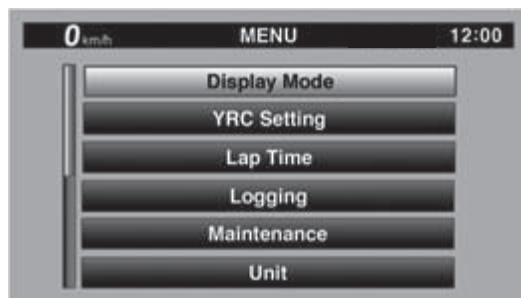 0 km/h MENU 12:00
Display Mode
YRC Setting
Lap Time
Logging
Maintenance
Unit